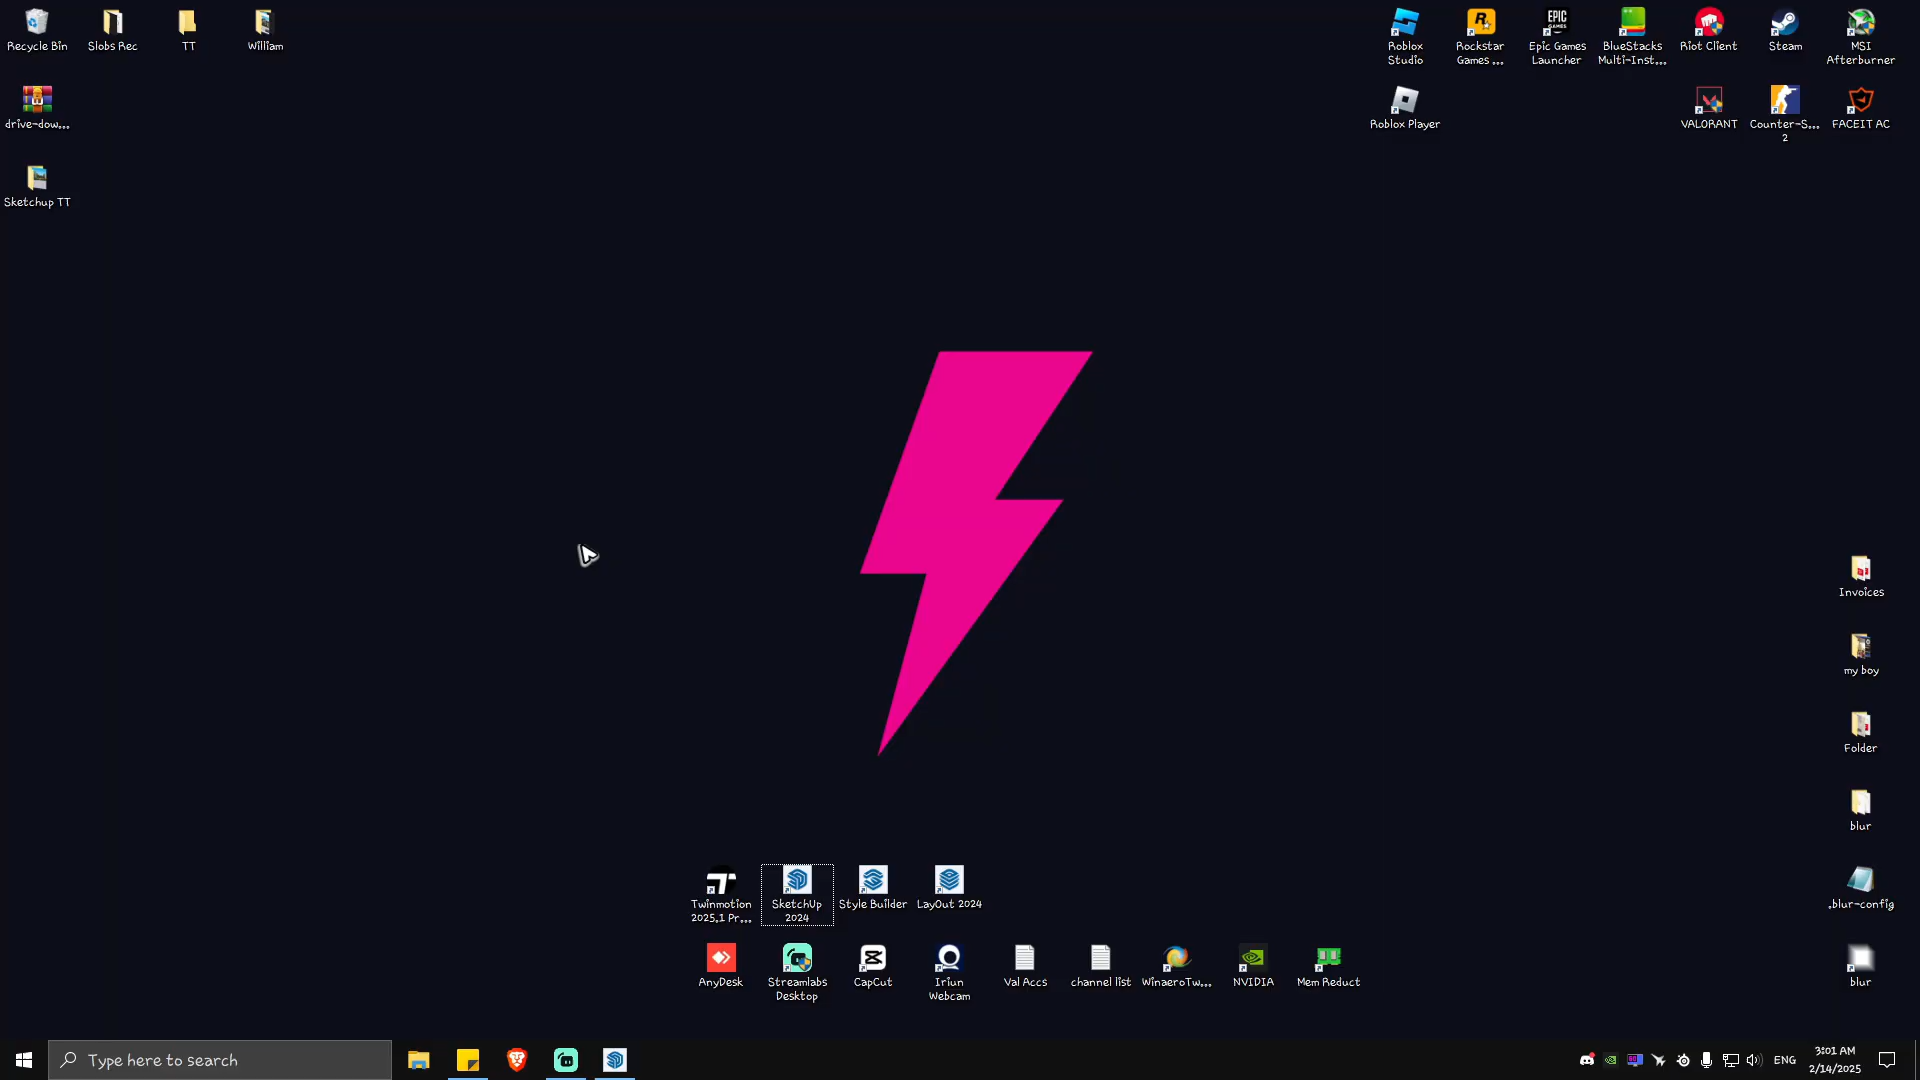 Recycle Bin
Slobs Rec
TT
William
Roblox
Studio
Rockstar
Games ...
EPIC
GAMES
Epic Games
Launcher
BlueStacks
Multi-Inst...
Riot Client
Steam
MSI
Afterburner
drive-dow...
Roblox Player
VALORANT
Counter-S...
2
FACEIT AC
Sketchup TT
Invoices
my boy
Folder
blur
Twinmotion
2025.1 Pr...
SketchUp
2024
Style Builder
LayOut 2024
.blur-config
AnyDesk
Streamlabs
Desktop
CapCut
Iriun
Webcam
Val Accs
channel list
WinaeroTw...
NVIDIA
Mem Reduct
blur
Type here to search
ENG
3:01 AM
2/14/2025